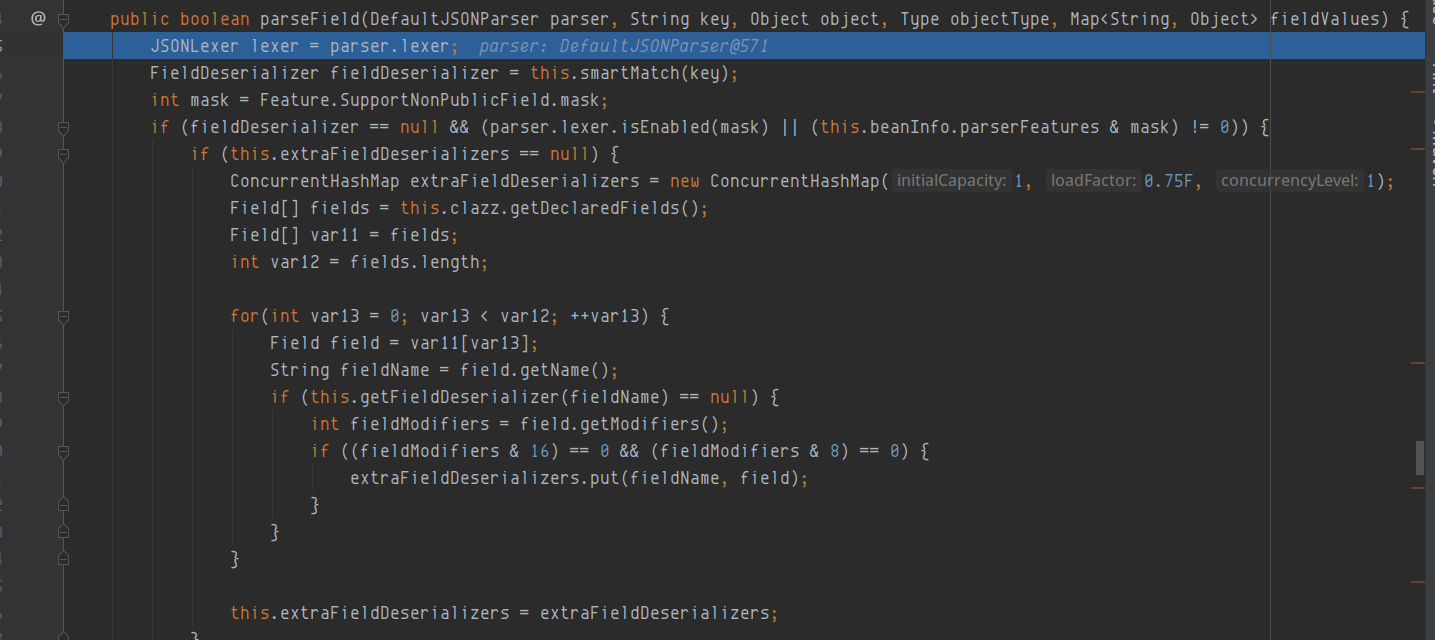 @ public boolean parseField(DefaultJSONParser parser, String key, Object object, Type objectType, Map<String, Object> fieldValues) {
JSONLexer lexer = parser.lexer; parser: DefaultJSONParser@571
FieldDeserializer fieldDeserializer = this.smartMatch(key);
int mask = Feature.SupportNonPublicField.mask;
if (fieldDeserializer == null && (parser.lexer.isEnabled(mask) || (this.beanInfo.parserFeatures & mask) != 0)) {
if (this.extraFieldDeserializers == null) {
ConcurrentHashMap extraFieldDeserializers = new ConcurrentHashMap( initialCapacity: 1, loadFactor: 0.75F, concurrencyLevel: 1);
Field[] fields = this.clazz.getDeclaredFields();
Field[] var11 = fields;
int var12 = fields.length;
for(int var13 = 0; var13 < var12; ++var13) {
Field field = var11[var13];
String fieldName = field.getName();
if (this.getFieldDeserializer(fieldName) == null) {
int fieldModifiers = field.getModifiers();
if ((fieldModifiers & 16) == 0 && (fieldModifiers & 8) == 0) {
extraFieldDeserializers.put(fieldName, field);
}
}
}
this.extraFieldDeserializers = extraFieldDeserializers;
}